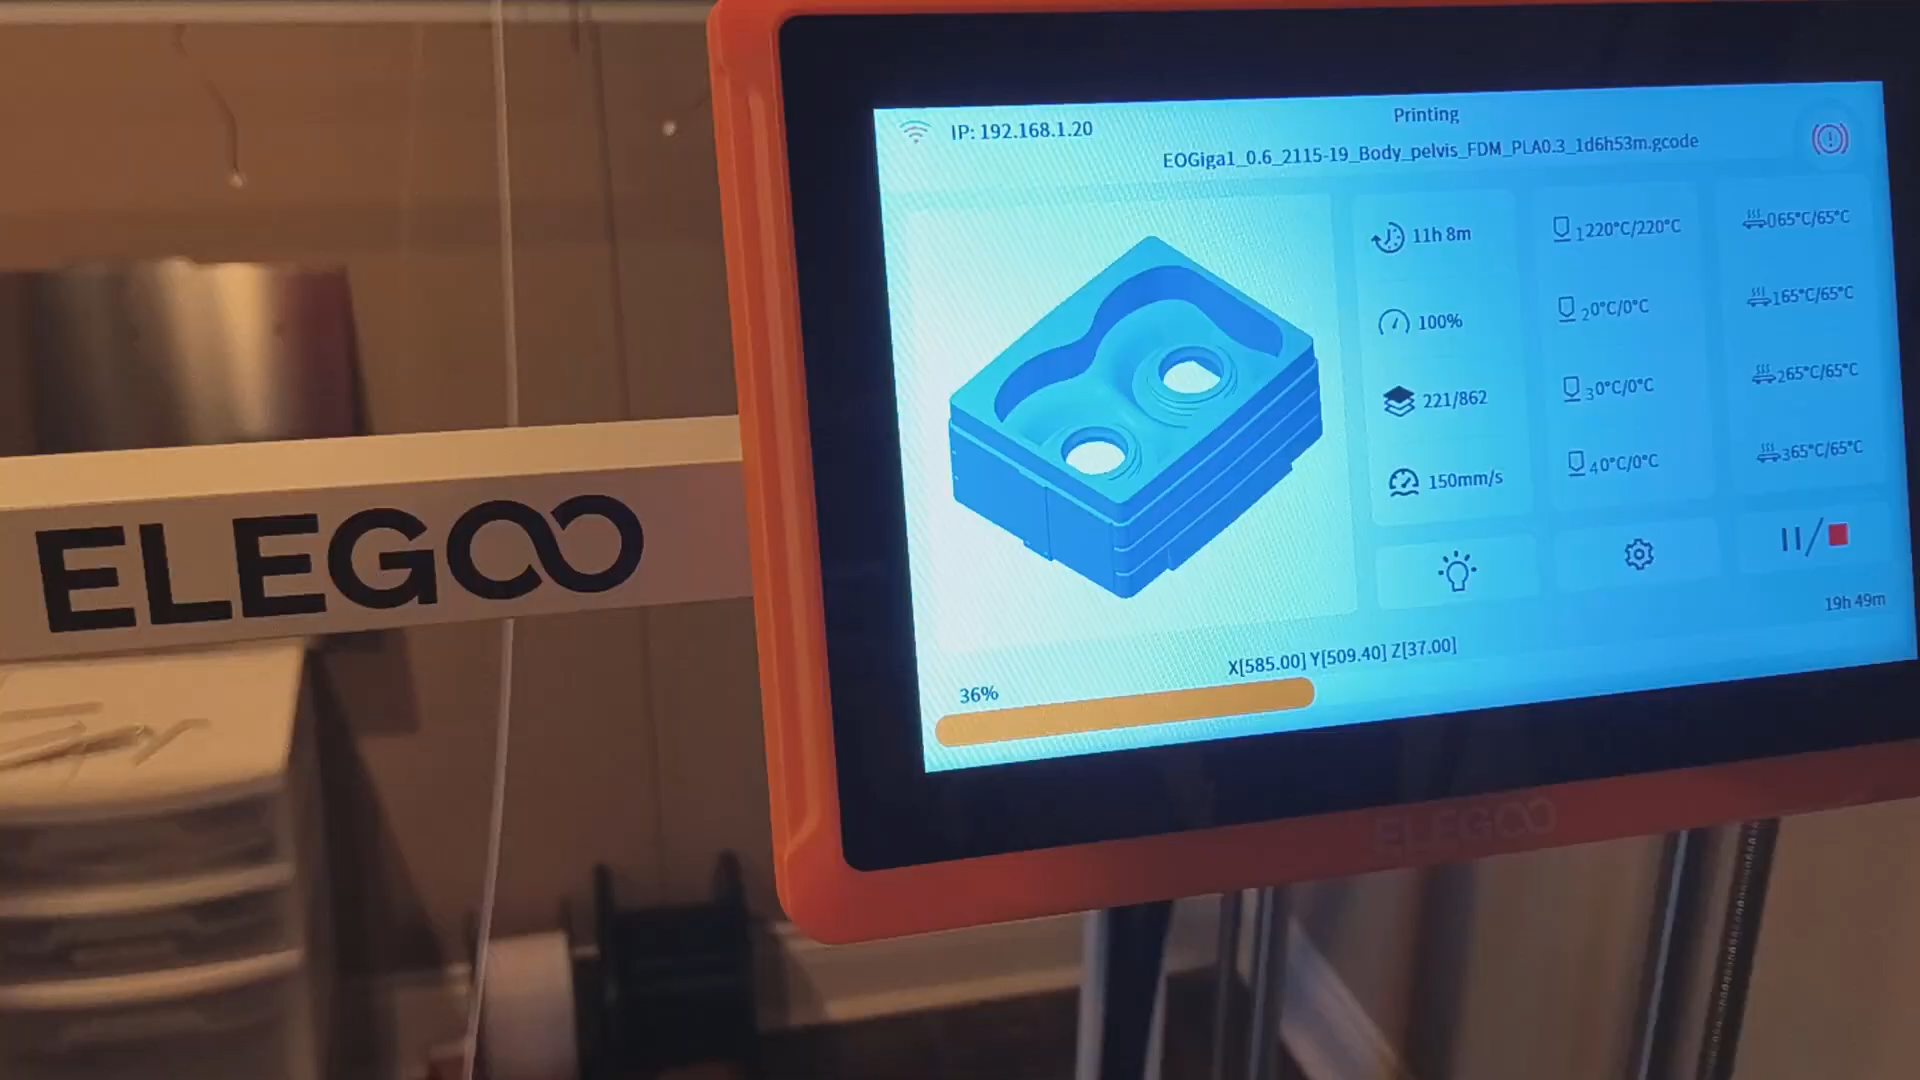 IP: 192.168.1.20
Printing
EOGiga1_0.6_2115-19_Body_pelvis_FDM_PLA0.3_1d6h53m.gcode
11h 8m
1220°C/220°C
065°C/65°C
100%
20°C/0°C
165°C/65°C
221/862
30°C/0°C
265°C/65°C
150mm/s
40°C/0°C
365°C/65°C
19h 49m
X[585.00] Y[509.40] Z[37.00]
36%
ELEGOO
ELEGOO